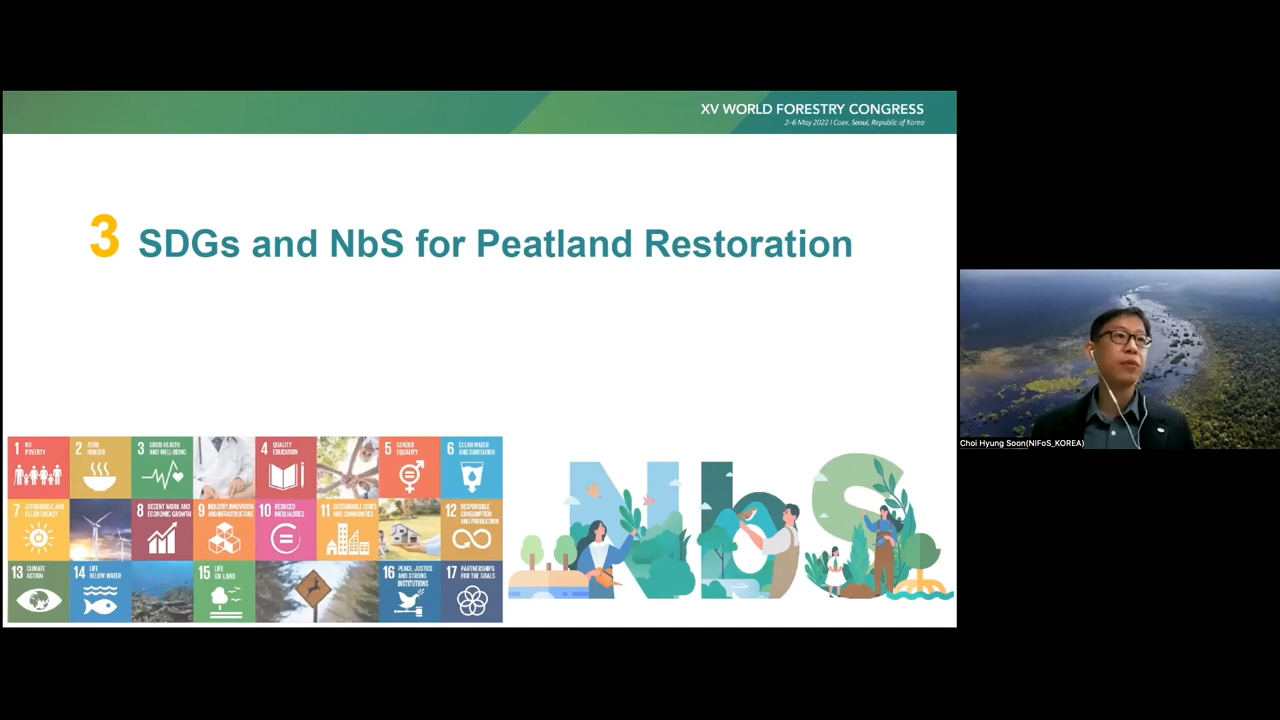 XV WORLD FORESTRY CONGRESS
2–6 May 2022 I Coex, Seoul, Republic of Korea
3 SDGs and NbS for Peatland Restoration
1 NO
POVERTY
2 ZERO
HUNGER
3 GOOD HEALTH
AND WELL-BEING
4 QUALITY
EDUCATION
5 GENDER
EQUALITY
6 CLEAN WATER
AND SANITATION
7 AFFORDABLE AND
CLEAN ENERGY
8 DECENT WORK AND
ECONOMIC GROWTH
9 INDUSTRY, INNOVATION
AND INFRASTRUCTURE
10 REDUCED
INEQUALITIES
11 SUSTAINABLE CITIES
AND COMMUNITIES
12 RESPONSIBLE
CONSUMPTION
AND PRODUCTION
13 CLIMATE
ACTION
14 LIFE
BELOW WATER
15 LIFE
ON LAND
16 PEACE, JUSTICE
AND STRONG
INSTITUTIONS
17 PARTNERSHIPS
FOR THE GOALS
NbS
Choi Hyung Soon(NIFoS_KOREA)